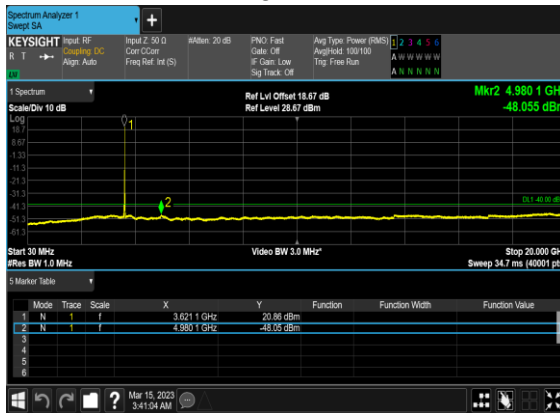 Spectrum Analyzer 1
Swept SA
KEYSIGHT Input: RF Input Z: 50 Ω #Atten: 20 dB PNO: Fast Avg Type: Power (RMS) 1 2 3 4 5 6
R T Coupling: DC Corr CCorr Gate: Off Avg|Hold: 100/100 A W W W W W
Align: Auto Freq Ref: Int (S) IF Gain: Low Trig: Free Run
Sig Track: Off A N N N N N
1 Spectrum Ref Lvl Offset 18.67 dB Mkr2 4.980 1 GH
Scale/Div 10 dB Ref Level 28.67 dBm -48.055 dBm
Log
18.7
8.67
-1.33
-11.3
-21.3
-31.3
-41.3
-51.3
-61.3
1
2
DL1 -40.00 dB
Start 30 MHz Video BW 3.0 MHz* Stop 20.000 GH
#Res BW 1.0 MHz Sweep 34.7 ms (40001 pts
5 Marker Table
Mode Trace Scale X Y Function Function Width Function Value
1 N 1 f 3.621 1 GHz 20.86 dBm
2 N 1 f 4.980 1 GHz -48.05 dBm
3
4
5
6
? Mar 15, 2023
3:41:04 AM